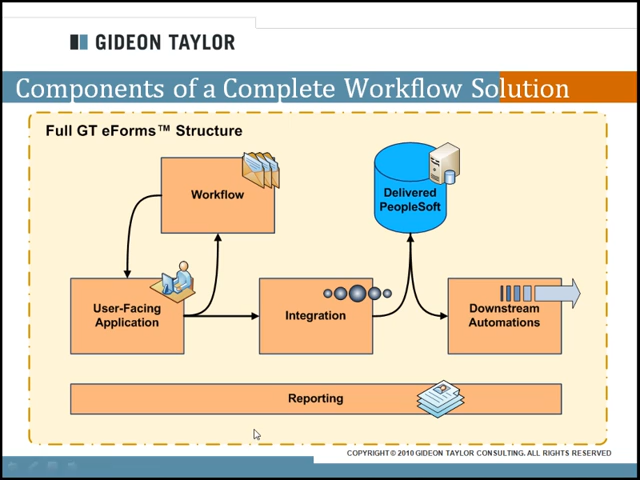 GIDEON TAYLOR
Components of a Complete Workflow Solution
Full GT eForms™ Structure
Workflow
Delivered
PeopleSoft
User-Facing
Application
Integration
Downstream
Automations
Reporting
COPYRIGHT © 2010 GIDEON TAYLOR CONSULTING. ALL RIGHTS RESERVED